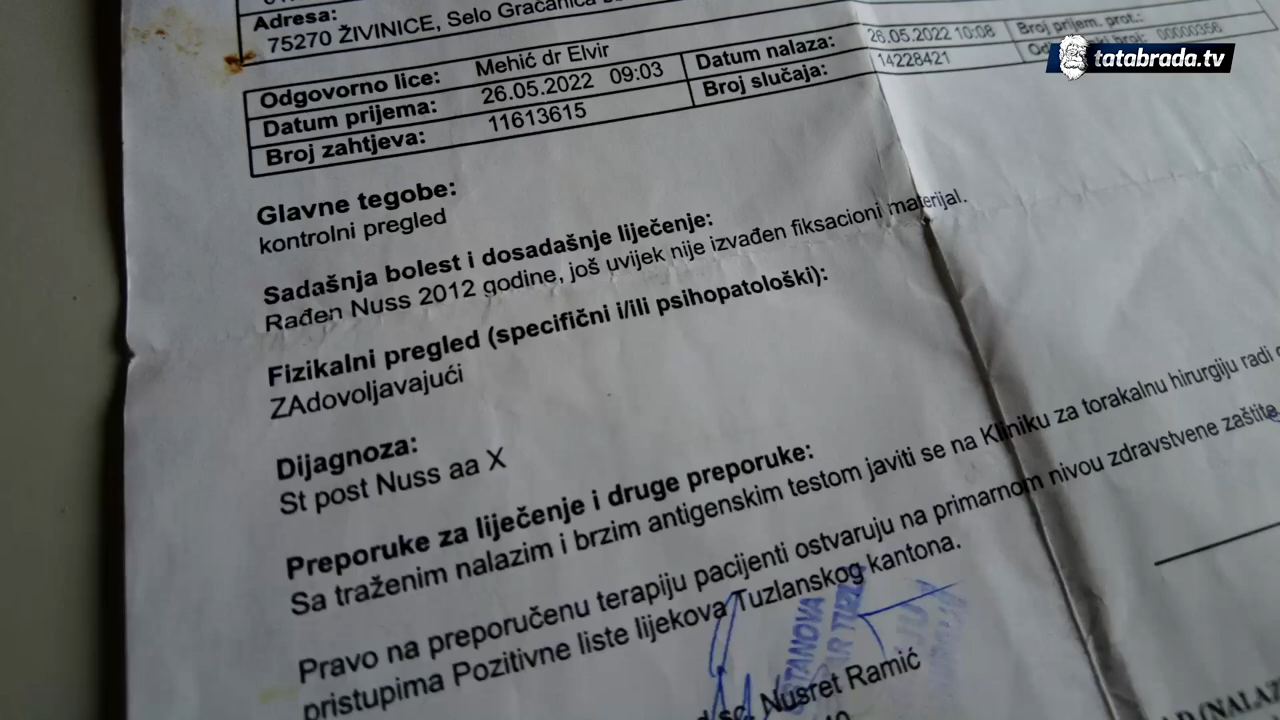 Adresa:
75270 ŽIVINICE, Selo Gračanica
Odgovorno lice: Mehić dr Elvir
Datum prijema: 26.05.2022 09:03 Datum nalaza: 26.05.2022 10:08 Broj prijem. prot.:
Broj zahtjeva: 11613615 Broj slučaja: 14228421 broj: 00000356
tatabrada.tv
Glavne tegobe:
kontrolni pregled
Sadašnja bolest i dosadašnje liječenje:
Rađen Nuss 2012 godine, još uvijek nije izvađen fiksacioni materijal.
Fizikalni pregled (specifični i/ili psihopatološki):
ZAdovoljavajući
Dijagnoza:
St post Nuss aa X
Preporuke za liječenje i druge preporuke:
Sa traženim nalazim i brzim antigenskim testom javiti se na Kliniku za torakalnu hirurgiju radi
Pravo na preporučenu terapiju pacijenti ostvaruju na primarnom nivou zdravstvene zaštite
pristupima Pozitivne liste lijekova Tuzlanskog kantona.
sc. Nusret Ramić